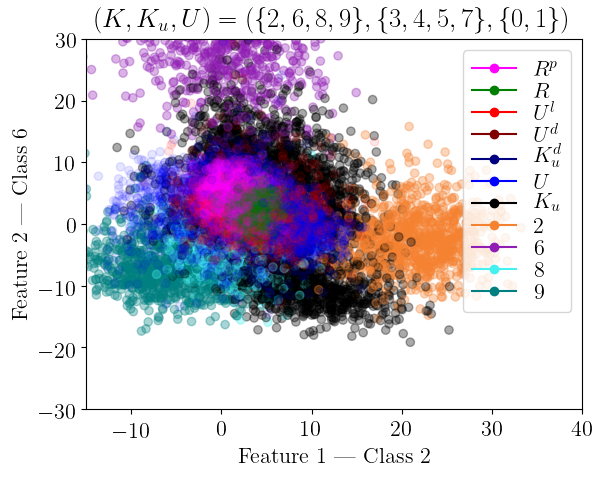 (K, K_u, U) = ({2, 6, 8, 9}, {3, 4, 5, 7}, {0, 1})
30
20
10
0
−10
−20
−30
Feature 2 — Class 6
R^p
R
U^l
U^d
K_u^d
U
K_u
2
6
8
9
−10 0 10 20 30 40
Feature 1 — Class 2